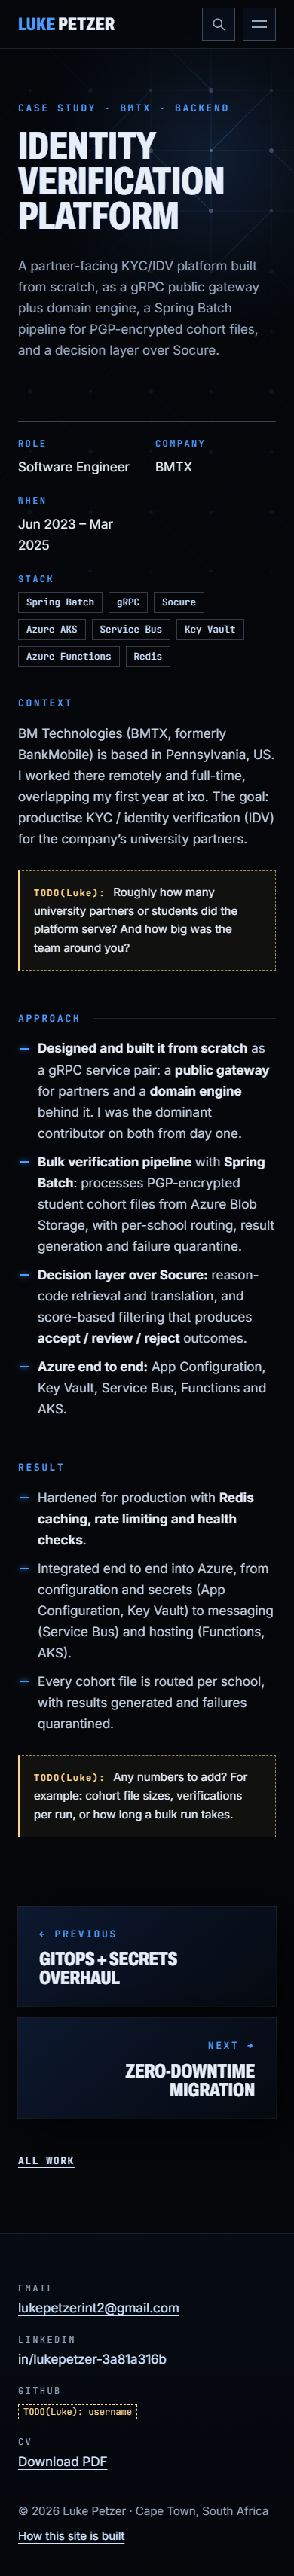 LUKE PETZER
CASE STUDY · BMTX · BACKEND
IDENTITY
VERIFICATION
PLATFORM
A partner-facing KYC/IDV platform built
from scratch, as a gRPC public gateway
plus domain engine, a Spring Batch
pipeline for PGP-encrypted cohort files,
and a decision layer over Socure.
ROLE
Software Engineer
COMPANY
BMTX
WHEN
Jun 2023 – Mar
2025
STACK
Spring Batch gRPC Socure
Azure AKS Service Bus Key Vault
Azure Functions Redis
CONTEXT
BM Technologies (BMTX, formerly
BankMobile) is based in Pennsylvania, US.
I worked there remotely and full-time,
overlapping my first year at ixo. The goal:
productise KYC / identity verification (IDV)
for the company's university partners.
TODO(Luke): Roughly how many
university partners or students did the
platform serve? And how big was the
team around you?
APPROACH
— Designed and built it from scratch as
a gRPC service pair: a public gateway
for partners and a domain engine
behind it. I was the dominant
contributor on both from day one.
— Bulk verification pipeline with Spring
Batch: processes PGP-encrypted
student cohort files from Azure Blob
Storage, with per-school routing, result
generation and failure quarantine.
— Decision layer over Socure: reason-
code retrieval and translation, and
score-based filtering that produces
accept / review / reject outcomes.
— Azure end to end: App Configuration,
Key Vault, Service Bus, Functions and
AKS.
RESULT
— Hardened for production with Redis
caching, rate limiting and health
checks.
— Integrated end to end into Azure, from
configuration and secrets (App
Configuration, Key Vault) to messaging
(Service Bus) and hosting (Functions,
AKS).
— Every cohort file is routed per school,
with results generated and failures
quarantined.
TODO(Luke): Any numbers to add? For
example: cohort file sizes, verifications
per run, or how long a bulk run takes.
← PREVIOUS
GITOPS + SECRETS
OVERHAUL
NEXT →
ZERO-DOWNTIME
MIGRATION
ALL WORK
EMAIL
lukepetzerint2@gmail.com
LINKEDIN
in/lukepetzer-3a81a316b
GITHUB
TODO(Luke): username
CV
Download PDF
© 2026 Luke Petzer · Cape Town, South Africa
How this site is built